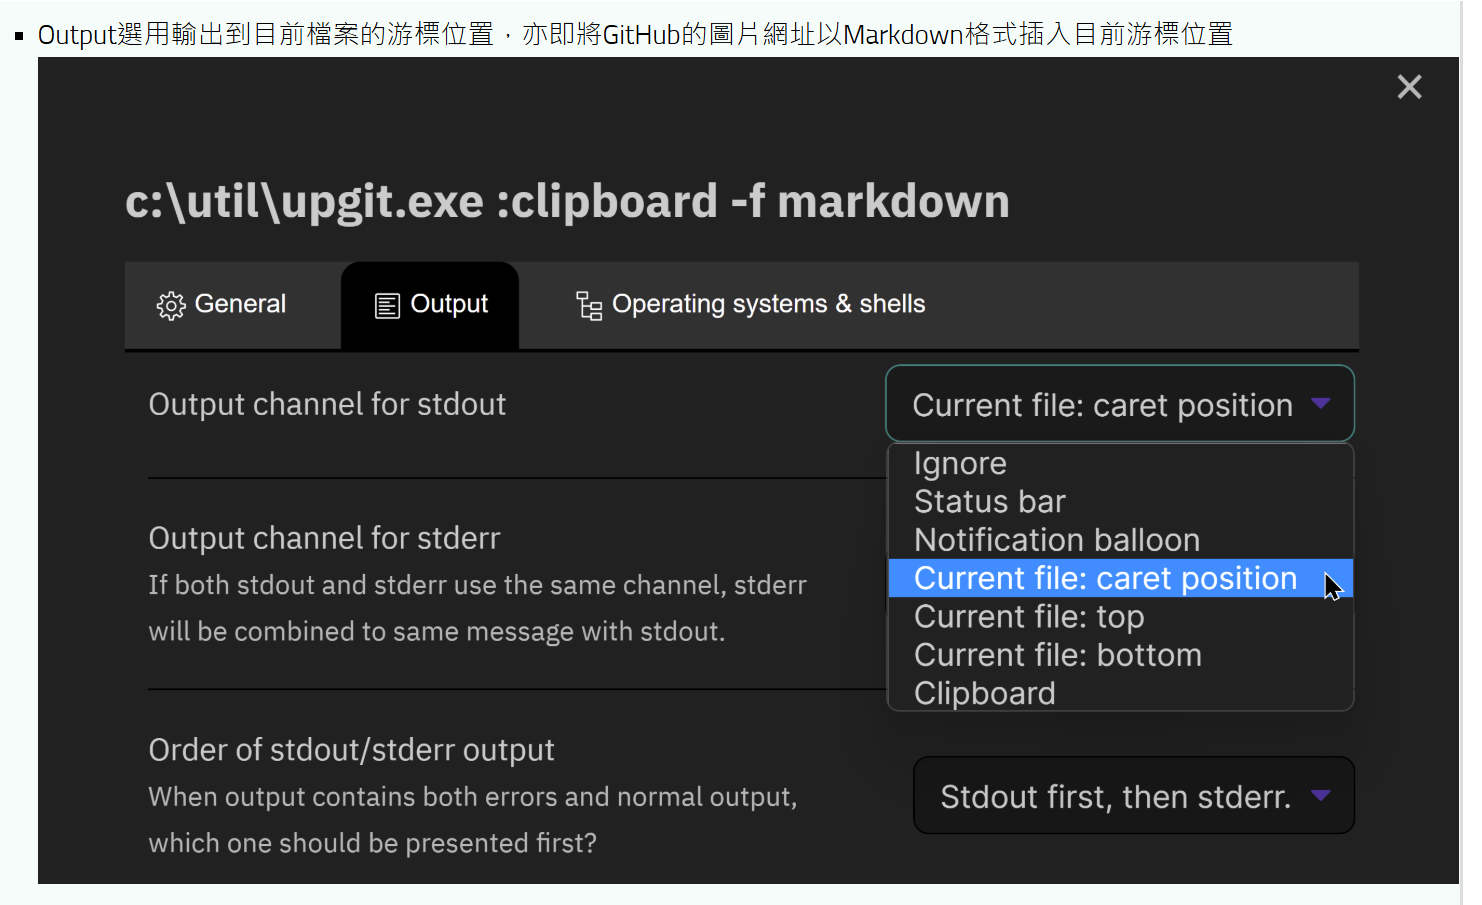 Output選用輸出到目前檔案的游標位置，亦即將GitHub的圖片網址以Markdown格式插入目前游標位置
c:\util\upgit.exe :clipboard -f markdown
General
Output
Operating systems & shells
Output channel for stdout
Current file: caret position
Ignore
Status bar
Notification balloon
Current file: caret position
Current file: top
Current file: bottom
Clipboard
Output channel for stderr
If both stdout and stderr use the same channel, stderr
will be combined to same message with stdout.
Order of stdout/stderr output
When output contains both errors and normal output,
which one should be presented first?
Stdout first, then stderr.